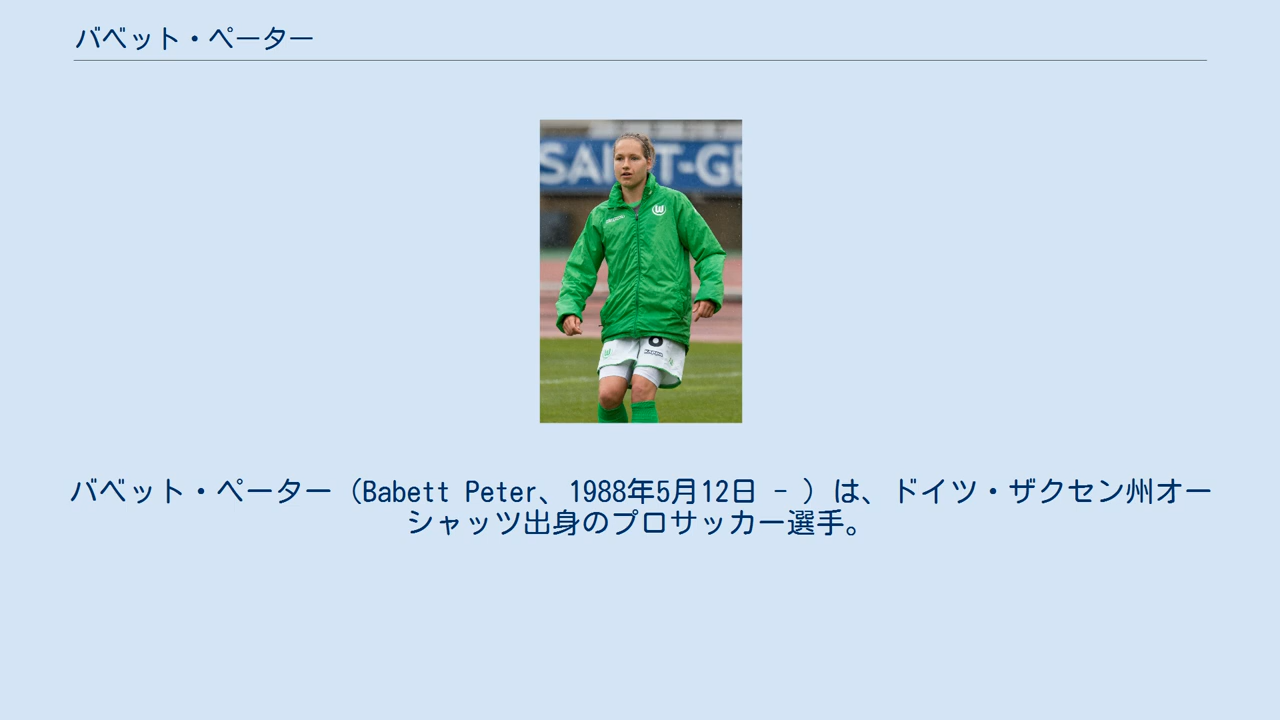 バベット・ペーター
SAINT-GE
バベット・ペーター（Babett Peter、1988年5月12日 - ）は、ドイツ・ザクセン州オー
シャッツ出身のプロサッカー選手。